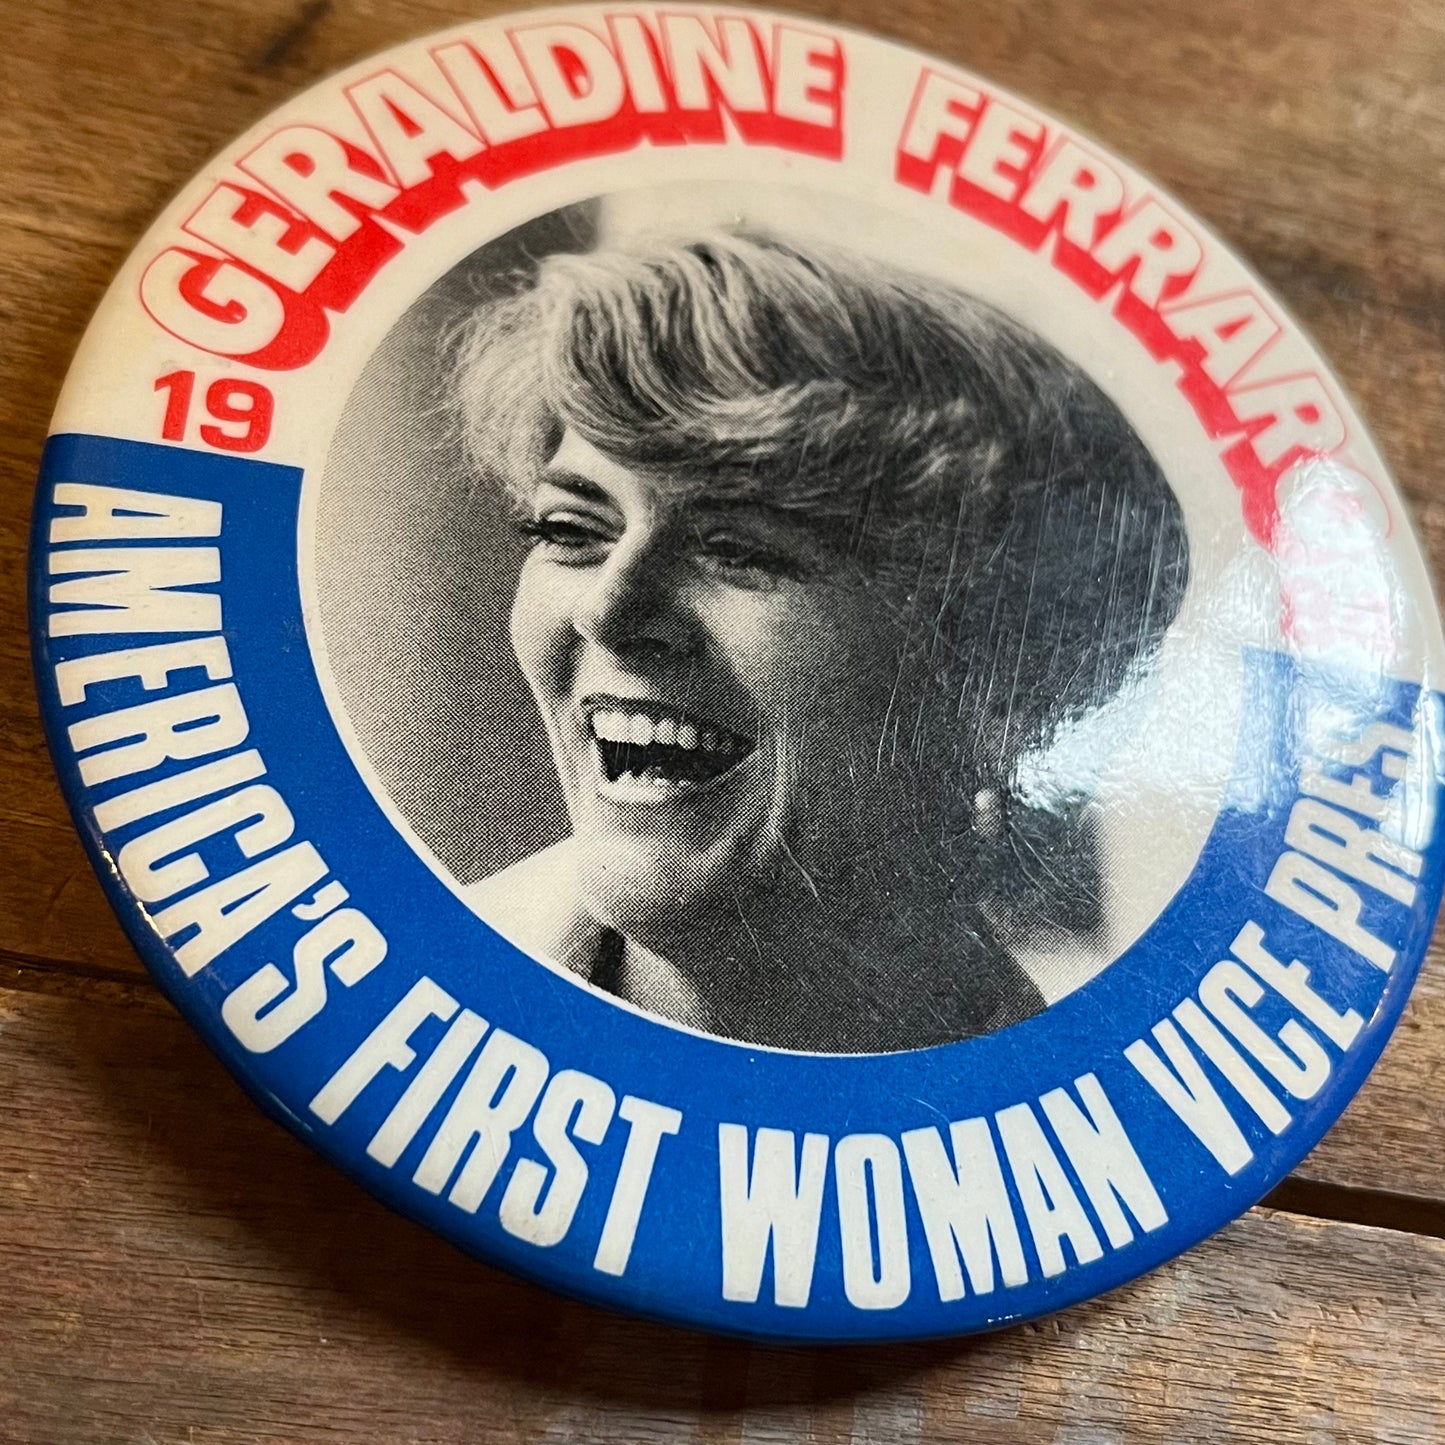 GERALDINE FERRARO
19
AMERICA'S FIRST WOMAN VICE PRES